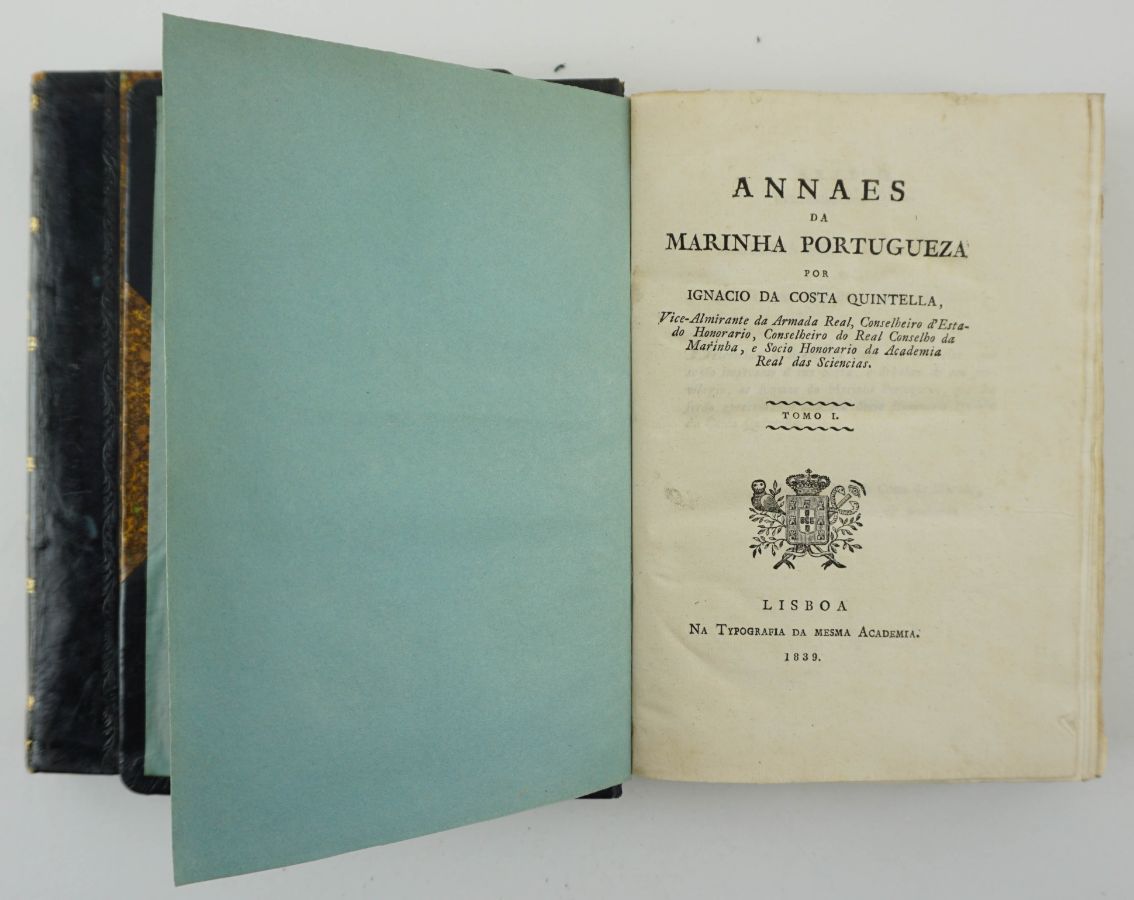 ANNAES
DA
MARINHA PORTUGUEZA
POR
IGNACIO DA COSTA QUINTELLA,
Vice-Almirante da Armada Real, Conselheiro d'Esta-
do Honorario, Conselheiro do Real Conselho da
Marinha, e Socio Honorario da Academia
Real das Sciencias.
TOMO I.
LISBOA
NA TYPOGRAFIA DA MESMA ACADEMIA.
1839.